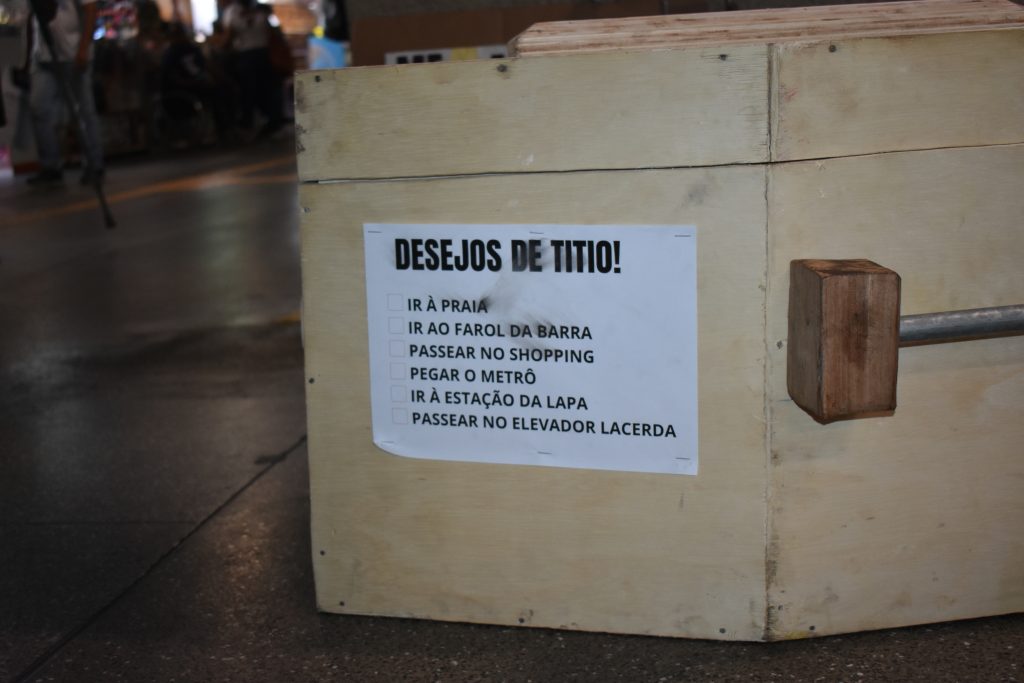 DESEJOS DE TITIO!
IR À PRAIA
IR AO FAROL DA BARRA
PASSEAR NO SHOPPING
PEGAR O METRÔ
IR À ESTAÇÃO DA LAPA
PASSEAR NO ELEVADOR LACERDA